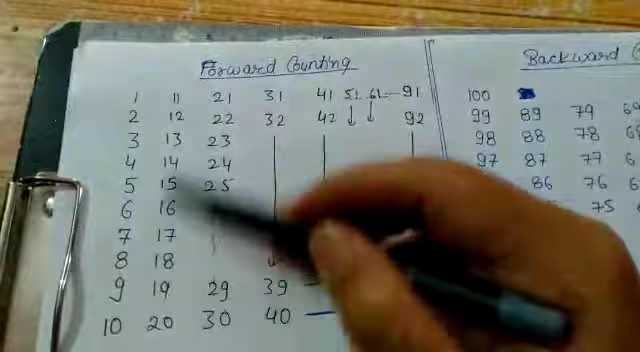 Forward Counting
Backward
1 11 21 31 41 51 61 91
2 12 22 32 42 92
3 13 23
4 14 24
5 15 25
6 16
7 17
8 18
9 19 29 39
10 20 30 40
100
99 89 79
98 88 78
97 87 77
86 76
75